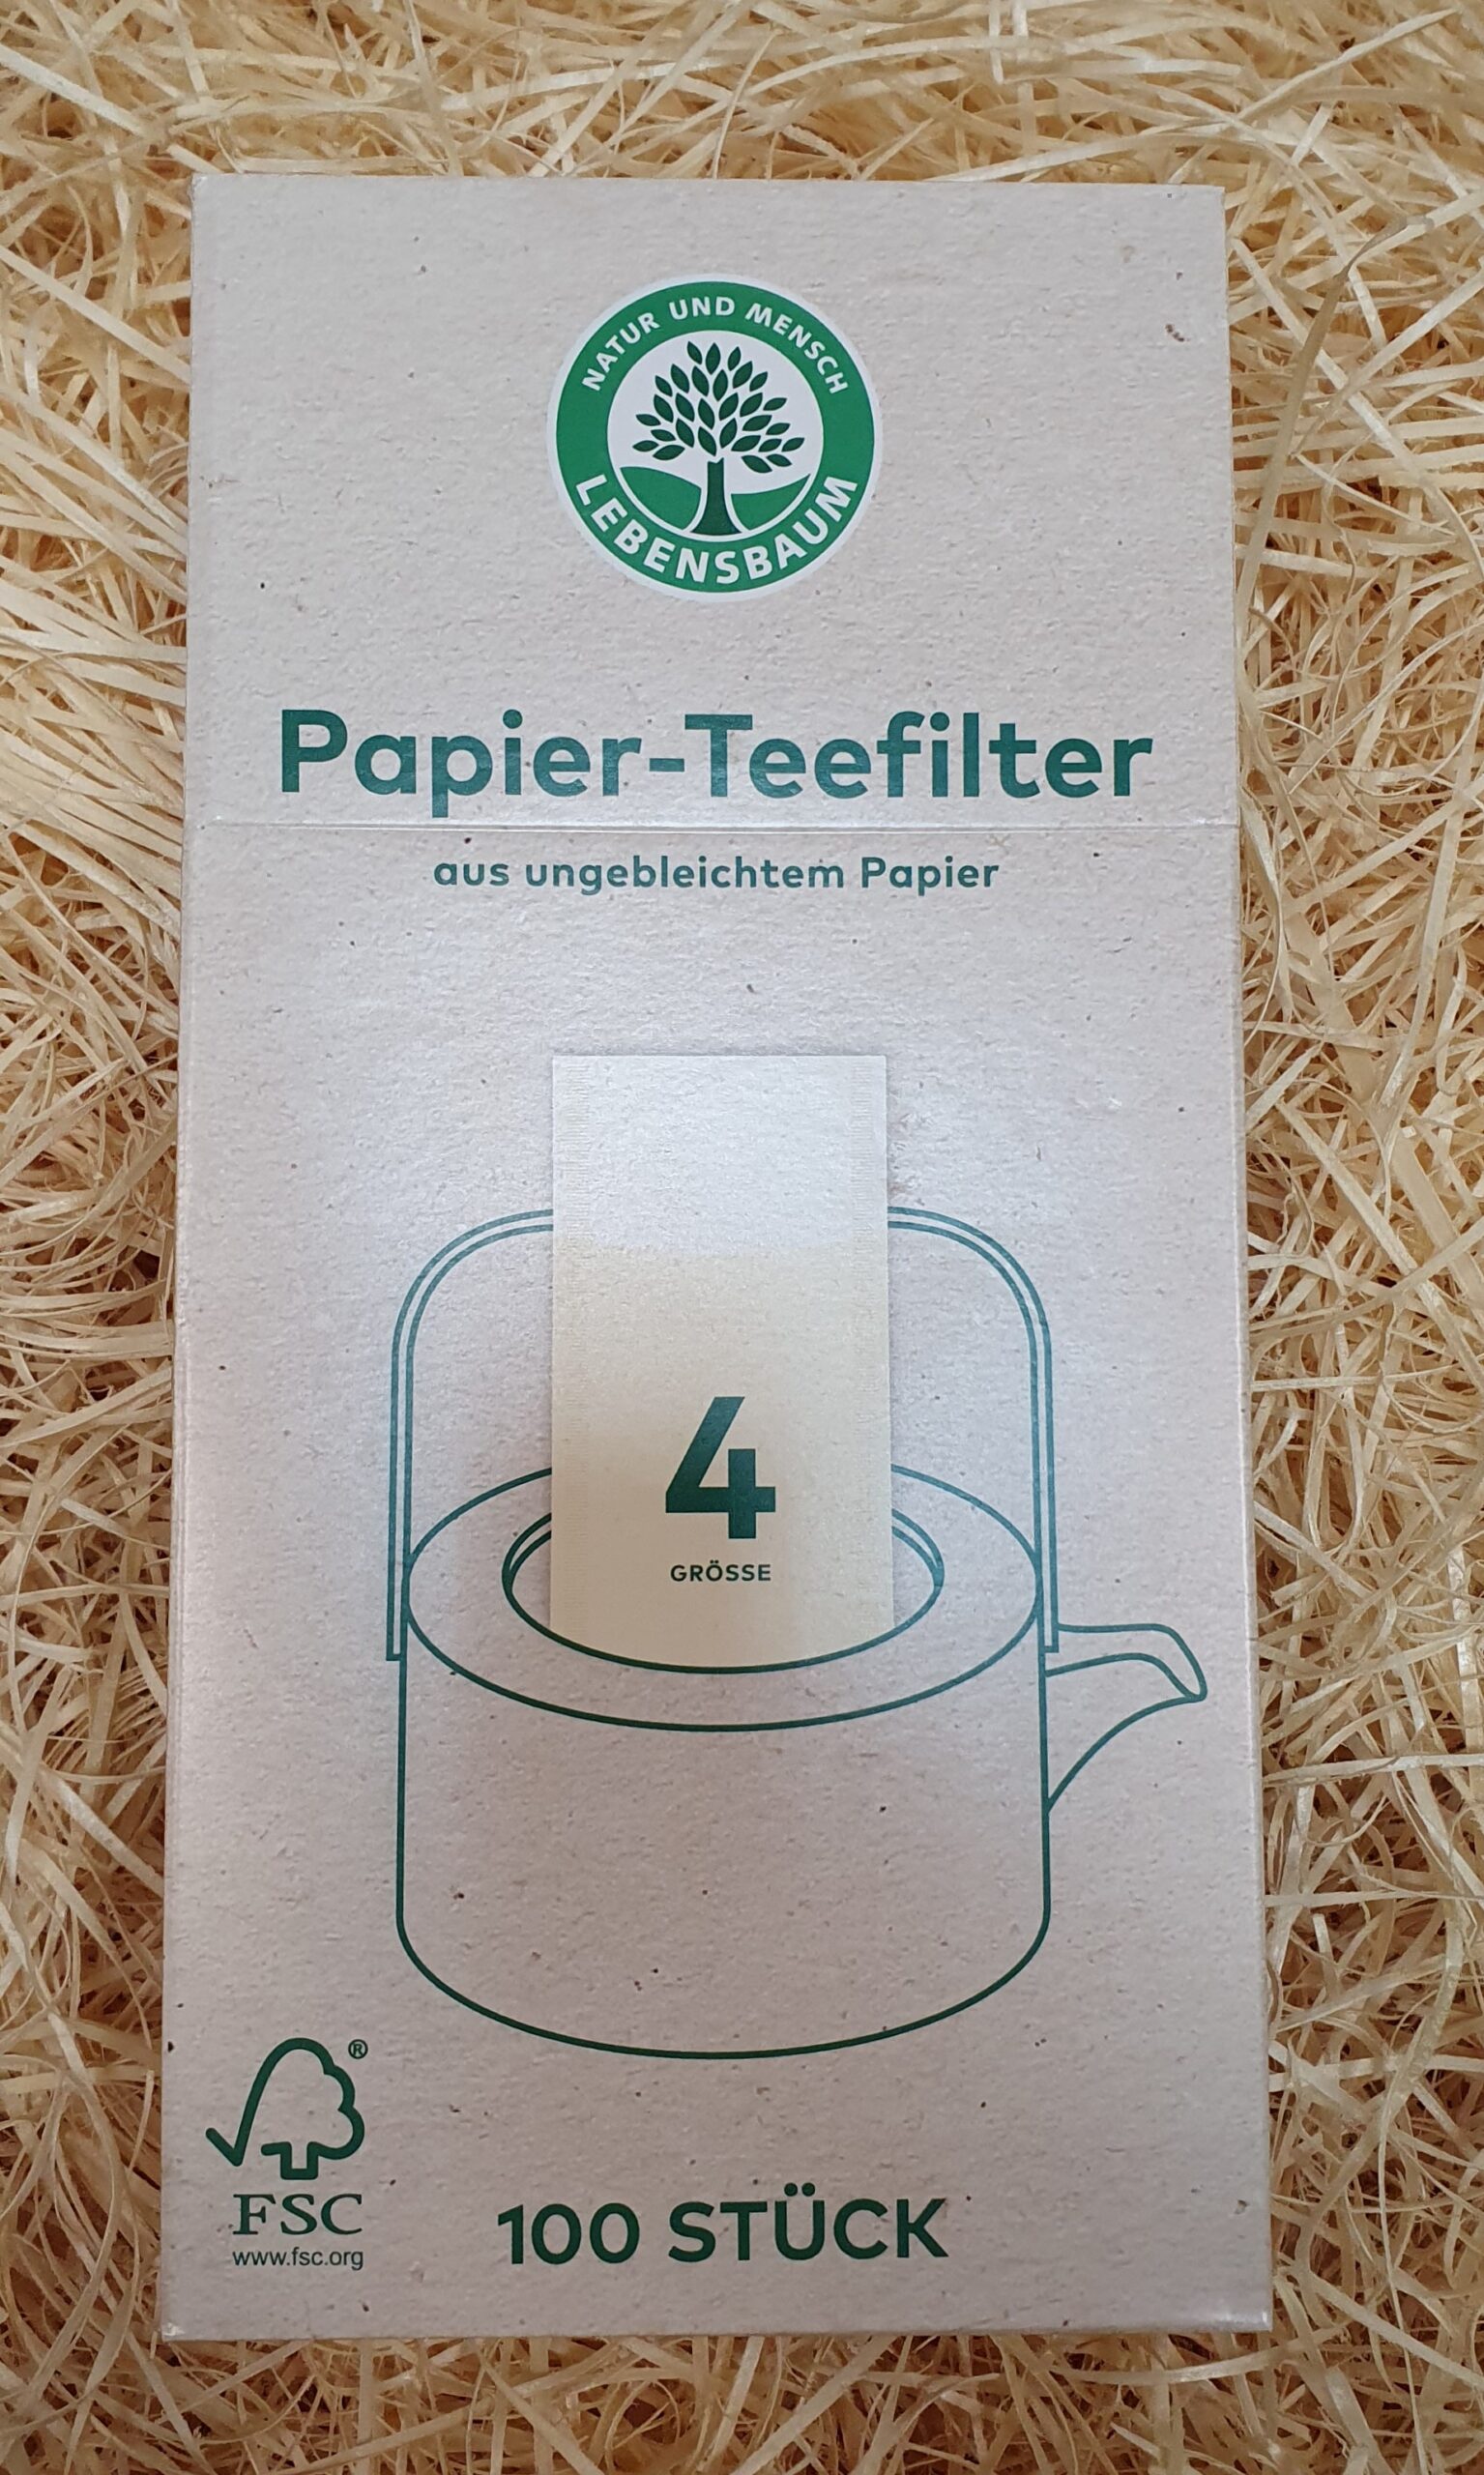 NATUR UND MENSCH
LEBENSBAUM
Papier-Teefilter
aus ungebleichtem Papier
4
GRÖSSE
®
FSC
www.fsc.org
100 STÜCK